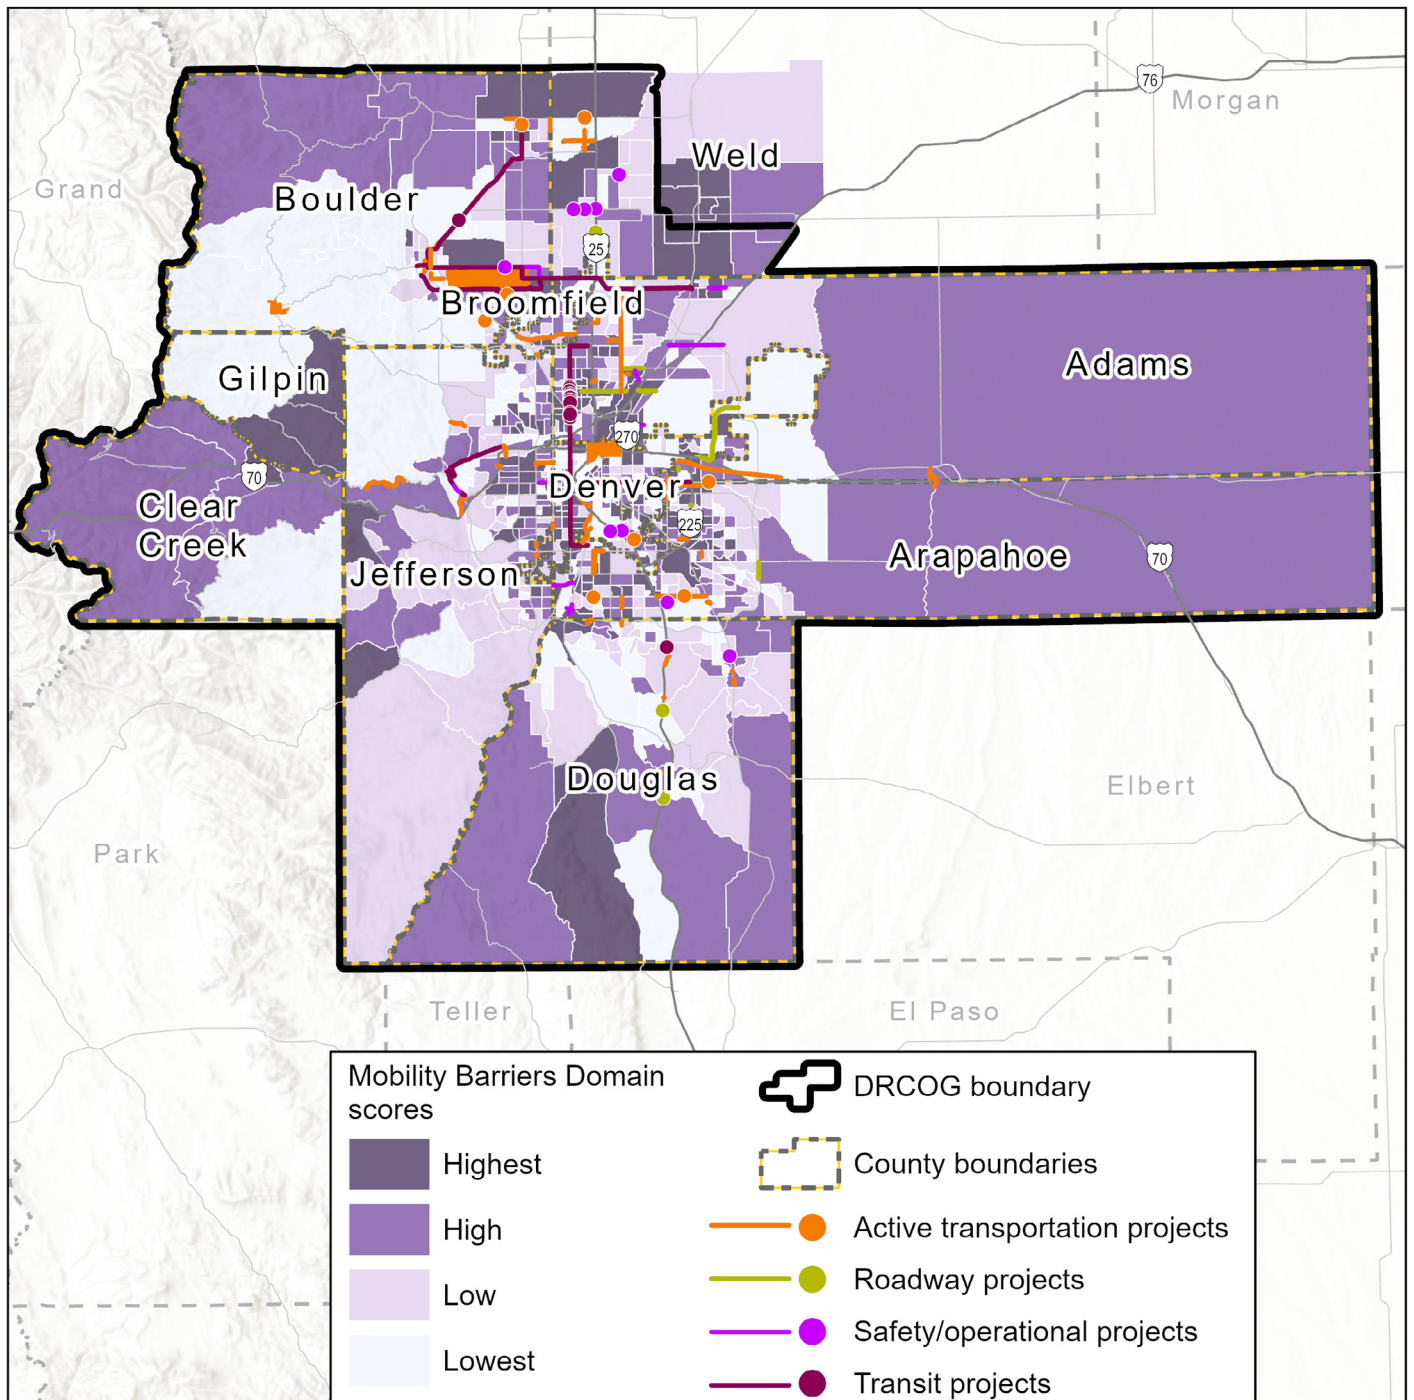 76
Morgan
Weld
Grand
Boulder
25
Broomfield
Gilpin
Adams
270
70
Denver
Clear
Creek
225
Arapahoe
70
Jefferson
Douglas
Elbert
Park
Teller
El Paso
Mobility Barriers Domain
scores
Highest
High
Low
Lowest
DRCOG boundary
County boundaries
Active transportation projects
Roadway projects
Safety/operational projects
Transit projects